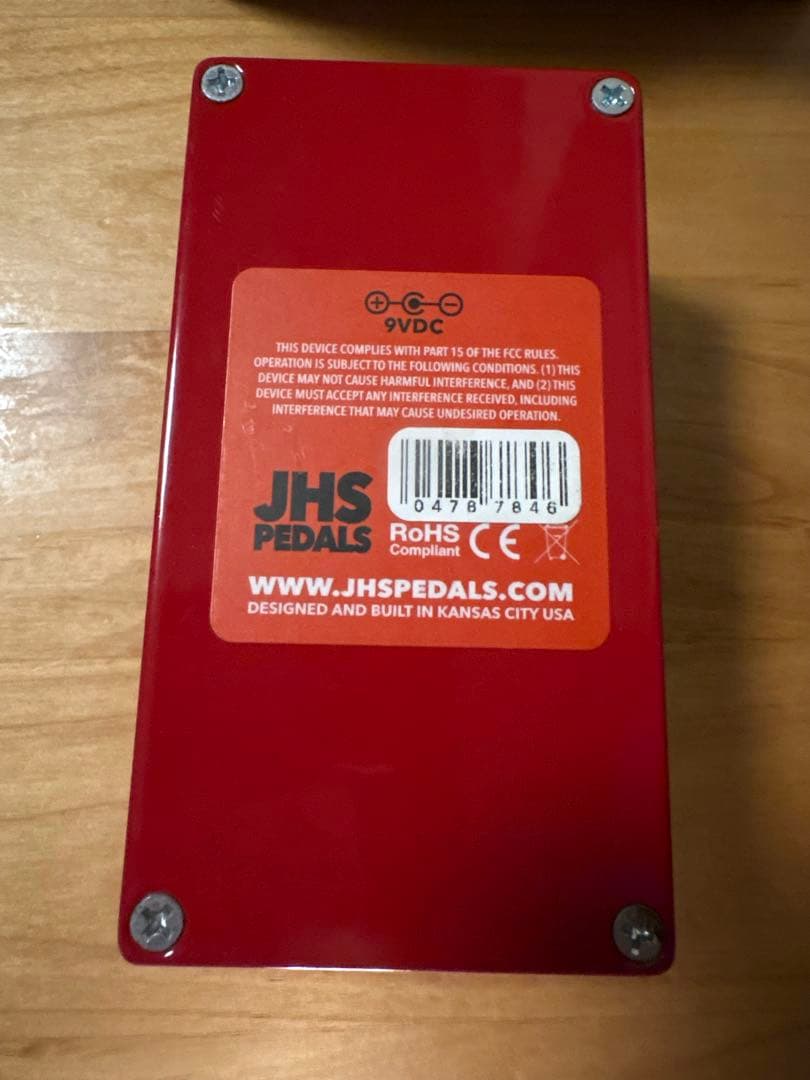 9VDC
THIS DEVICE COMPLIES WITH PART 15 OF THE FCC RULES.
OPERATION IS SUBJECT TO THE FOLLOWING CONDITIONS. (1) THIS
DEVICE MAY NOT CAUSE HARMFUL INTERFERENCE, AND (2) THIS
DEVICE MUST ACCEPT ANY INTERFERENCE RECEIVED, INCLUDING
INTERFERENCE THAT MAY CAUSE UNDESIRED OPERATION.
0478 7846
JHS
PEDALS
RoHS
Compliant
CE
WWW.JHSPEDALS.COM
DESIGNED AND BUILT IN KANSAS CITY USA